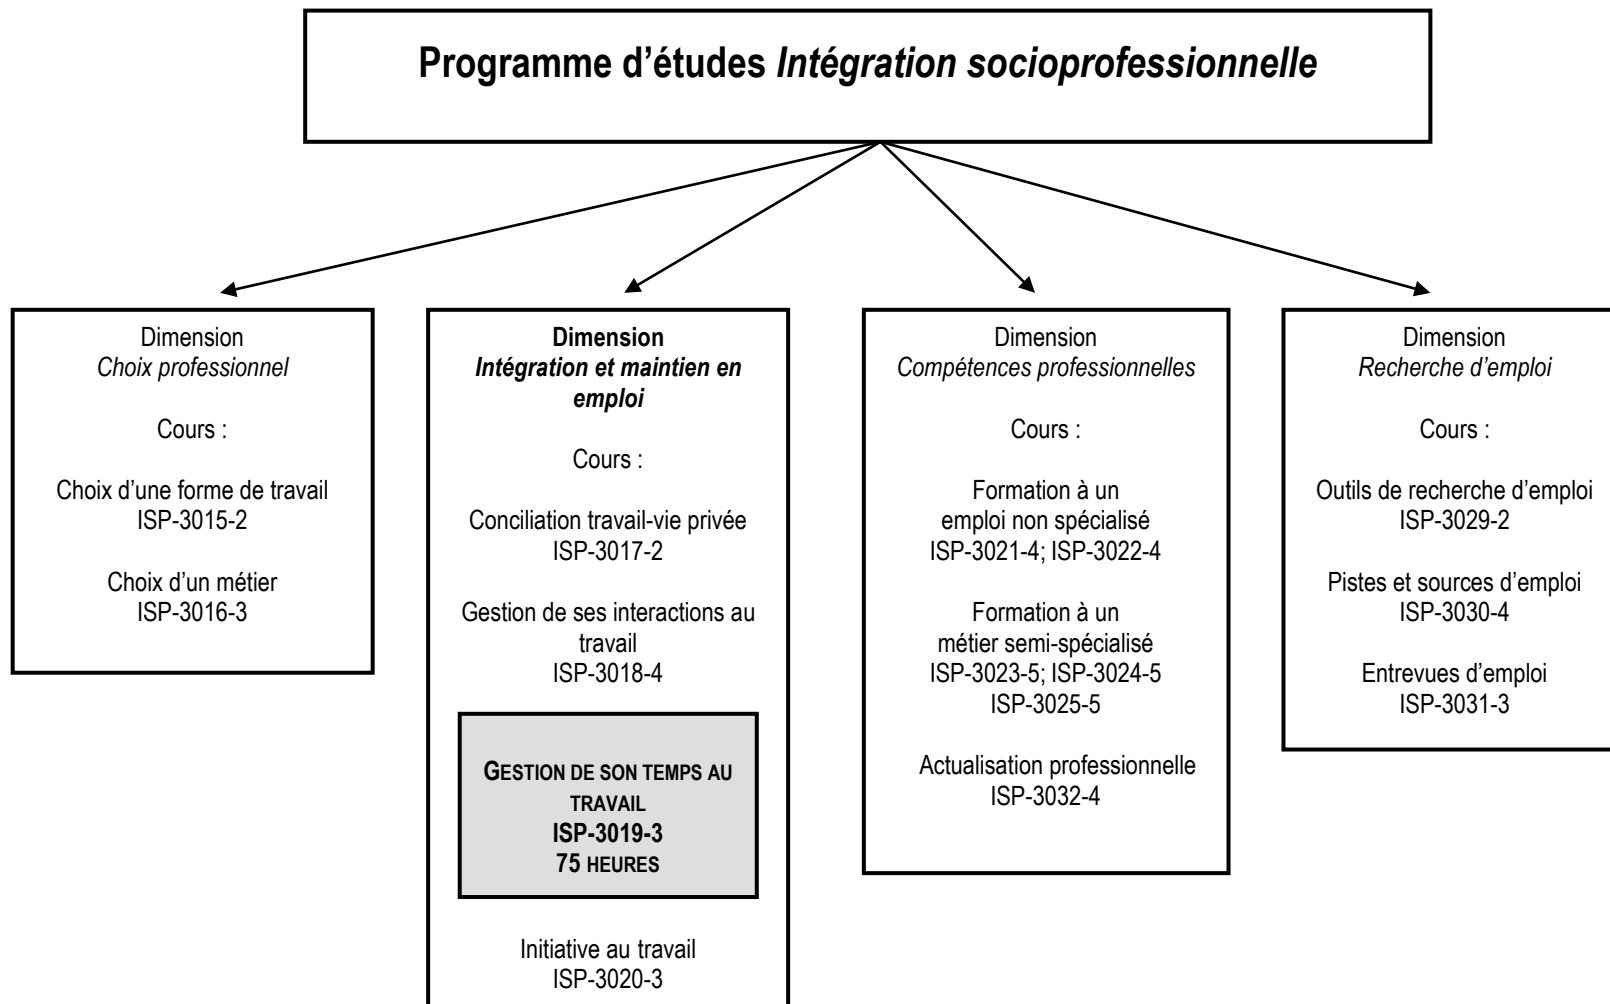 Programme d’études Intégration socioprofessionnelle
Dimension
Choix professionnel
Cours :
Choix d’une forme de travail
ISP-3015-2
Choix d’un métier
ISP-3016-3
Dimension
Intégration et maintien en
emploi
Cours :
Conciliation travail-vie privée
ISP-3017-2
Gestion de ses interactions au
travail
ISP-3018-4
GESTION DE SON TEMPS AU
TRAVAIL
ISP-3019-3
75 HEURES
Initiative au travail
ISP-3020-3
Dimension
Compétences professionnelles
Cours :
Formation à un
emploi non spécialisé
ISP-3021-4; ISP-3022-4
Formation à un
métier semi-spécialisé
ISP-3023-5; ISP-3024-5
ISP-3025-5
Actualisation professionnelle
ISP-3032-4
Dimension
Recherche d’emploi
Cours :
Outils de recherche d’emploi
ISP-3029-2
Pistes et sources d’emploi
ISP-3030-4
Entrevues d’emploi
ISP-3031-3